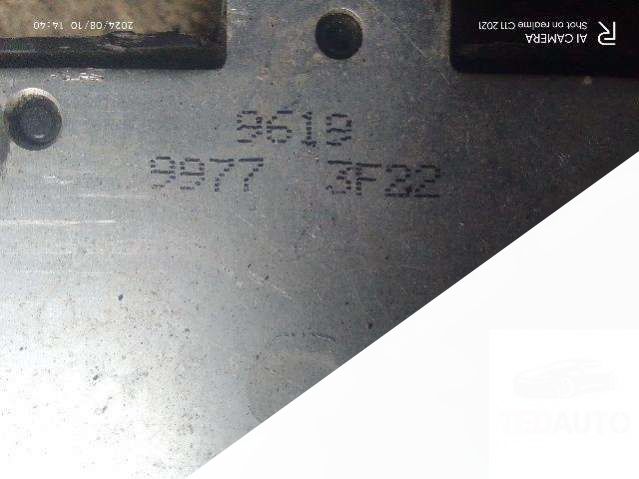 9619
9977 3F22
2024/08/10 14:40
AI CAMERA
Shot on realme C11 2021
TEDAUTO